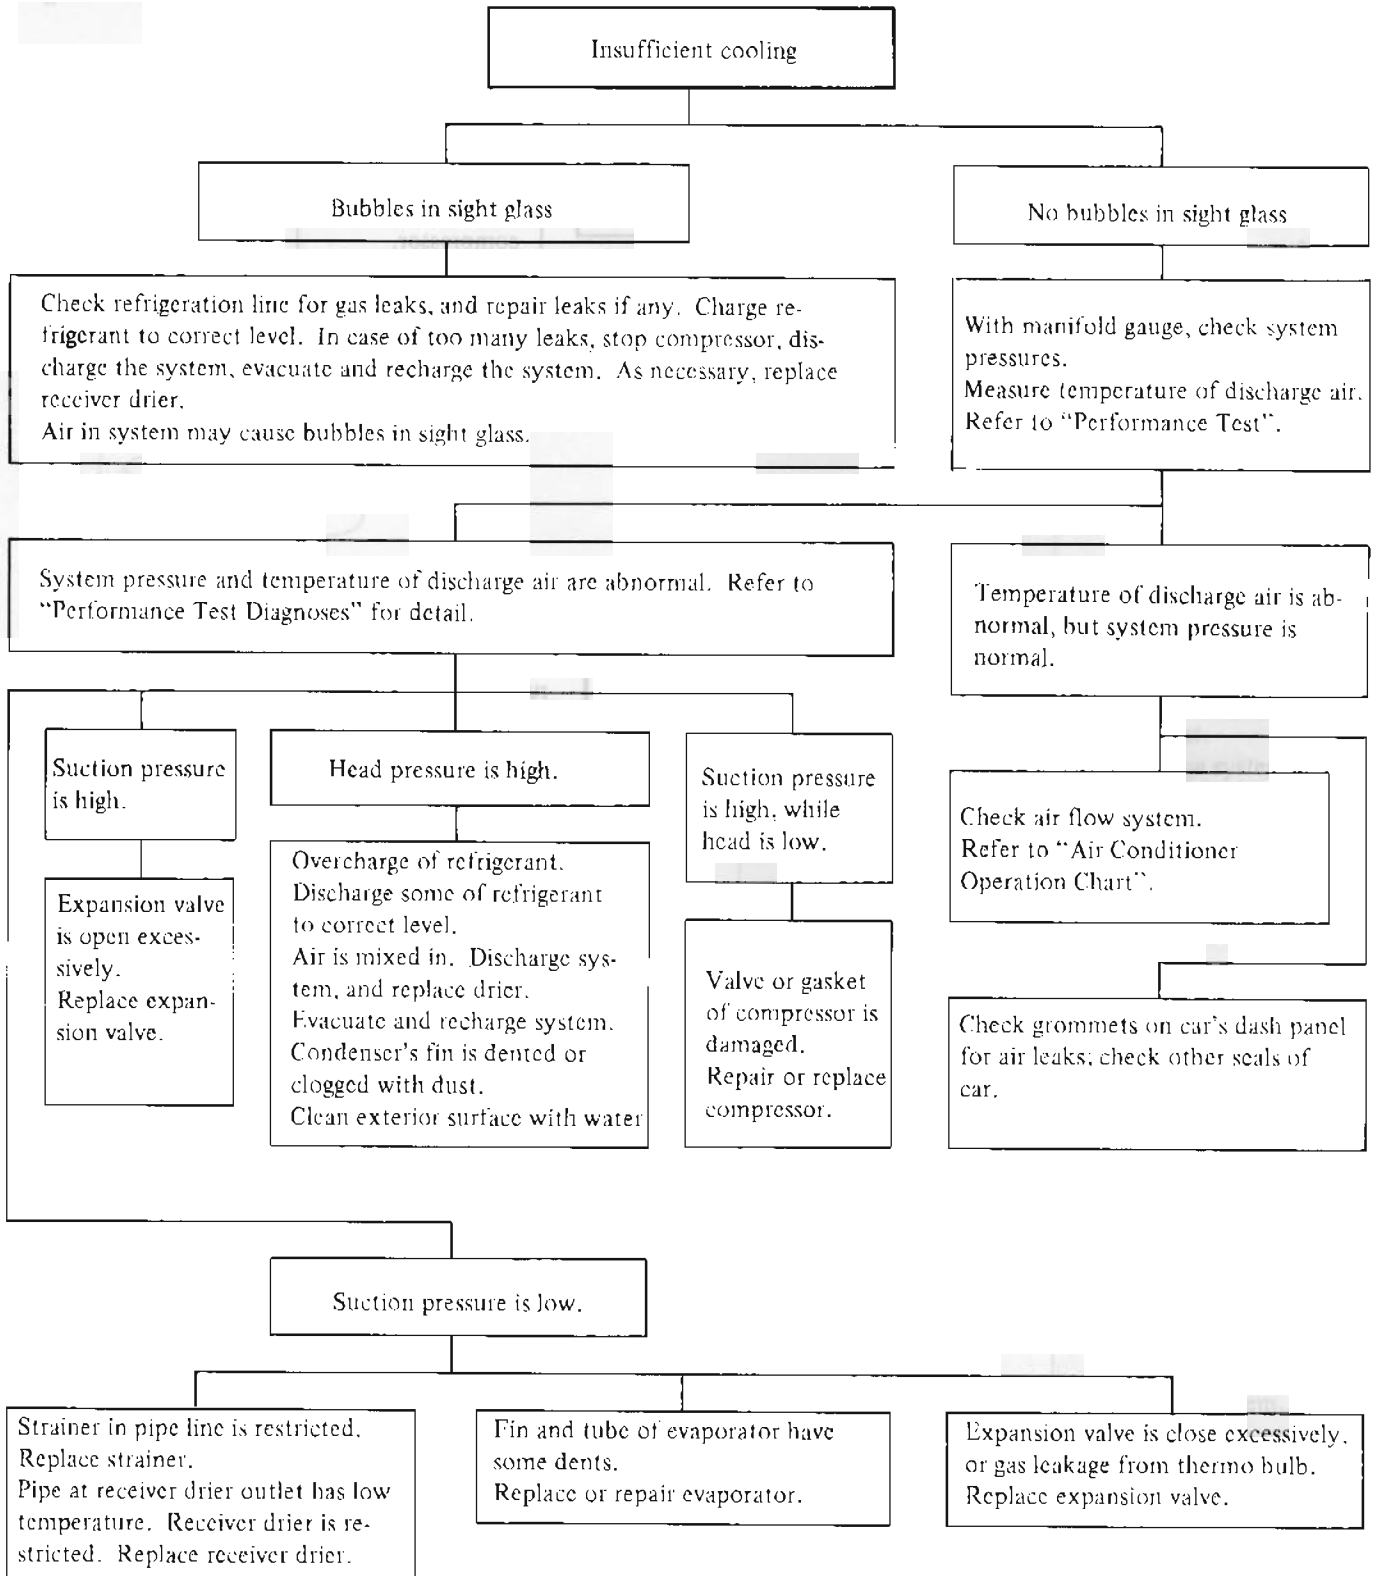 Insufficient cooling
Bubbles in sight glass
No bubbles in sight glass
Check refrigeration line for gas leaks, and repair leaks if any. Charge re-
frigerant to correct level. In case of too many leaks, stop compressor, dis-
charge the system, evacuate and recharge the system. As necessary, replace
receiver drier.
Air in system may cause bubbles in sight glass.
With manifold gauge, check system
pressures.
Measure temperature of discharge air.
Refer to “Performance Test”.
System pressure and temperature of discharge air are abnormal. Refer to
“Performance Test Diagnoses” for detail.
Temperature of discharge air is ab-
normal, but system pressure is
normal.
Suction pressure
is high.
Head pressure is high.
Suction pressure
is high, while
head is low.
Expansion valve
is open exces-
sively.
Replace expan-
sion valve.
Overcharge of refrigerant.
Discharge some of refrigerant
to correct level.
Air is mixed in. Discharge sys-
tem, and replace drier.
Evacuate and recharge system.
Condenser's fin is dented or
clogged with dust.
Clean exterior surface with water
Valve or gasket
of compressor is
damaged.
Repair or replace
compressor.
Check air flow system.
Refer to “Air Conditioner
Operation Chart”.
Check grommets on car's dash panel
for air leaks; check other seals of
car.
Suction pressure is low.
Strainer in pipe line is restricted.
Replace strainer.
Pipe at receiver drier outlet has low
temperature. Receiver drier is re-
stricted. Replace receiver drier.
Fin and tube of evaporator have
some dents.
Replace or repair evaporator.
Expansion valve is close excessively,
or gas leakage from thermo bulb.
Replace expansion valve.